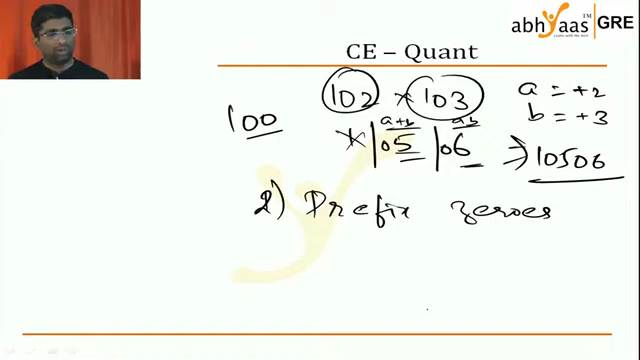 abhyaas GRE
TM
Learn with the best
CE – Quant
102 × 103
a = +2
b = +3
100
a+b ab
* | 05 | 06 ⇒ 10506
2) Prefix zeroes